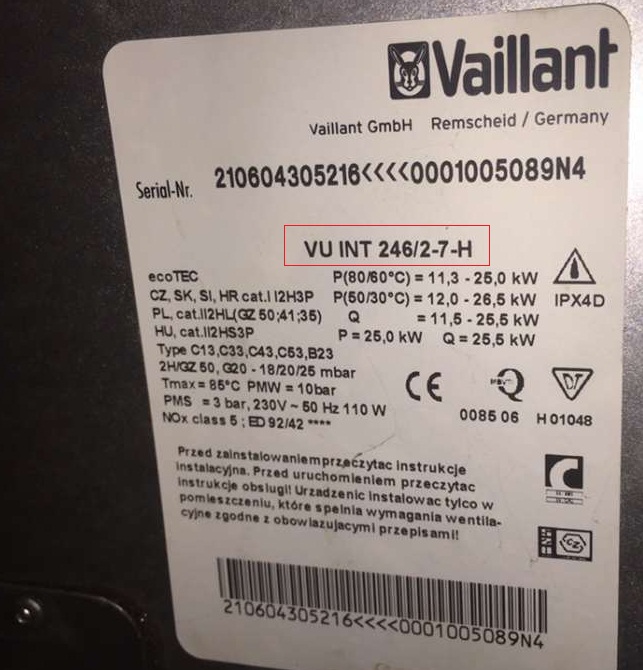 Vaillant
Vaillant GmbH Remscheid / Germany
Serial-Nr. 210604305216<<<<0001005089N4
VU INT 246/2-7-H
ecoTEC P(80/60°C) = 11,3 - 25,0 kW
CZ, SK, SI, HR cat.I I2H3P P(50/30°C) = 12,0 - 26,5 kW IPX4D
PL, cat.II2HL(GZ 50;41;35) Q = 11,5 - 25,5 kW
HU, cat.II2HS3P P = 25,0 kW Q = 25,5 kW
Type C13,C33,C43,C53,B23
2H/GZ 50, G20 - 18/20/25 mbar
Tmax= 85°C PMW = 10bar
PMS = 3 bar, 230V ~ 50 Hz 110 W CE 0085 06 H 01048
NOx class 5 ; ED 92/42 ****
Przed zainstalowaniemprzeczytac instrukcje
instalacyjna. Przed uruchomieniem przeczytac
instrukcje obslugi! Urzadzenic instalowac tylco w
pomieszczeniu, które spelnia wymagania wentila-
cyjne zgodne z obowiazujacymi przepisami!
210604305216<<<<0001005089N4